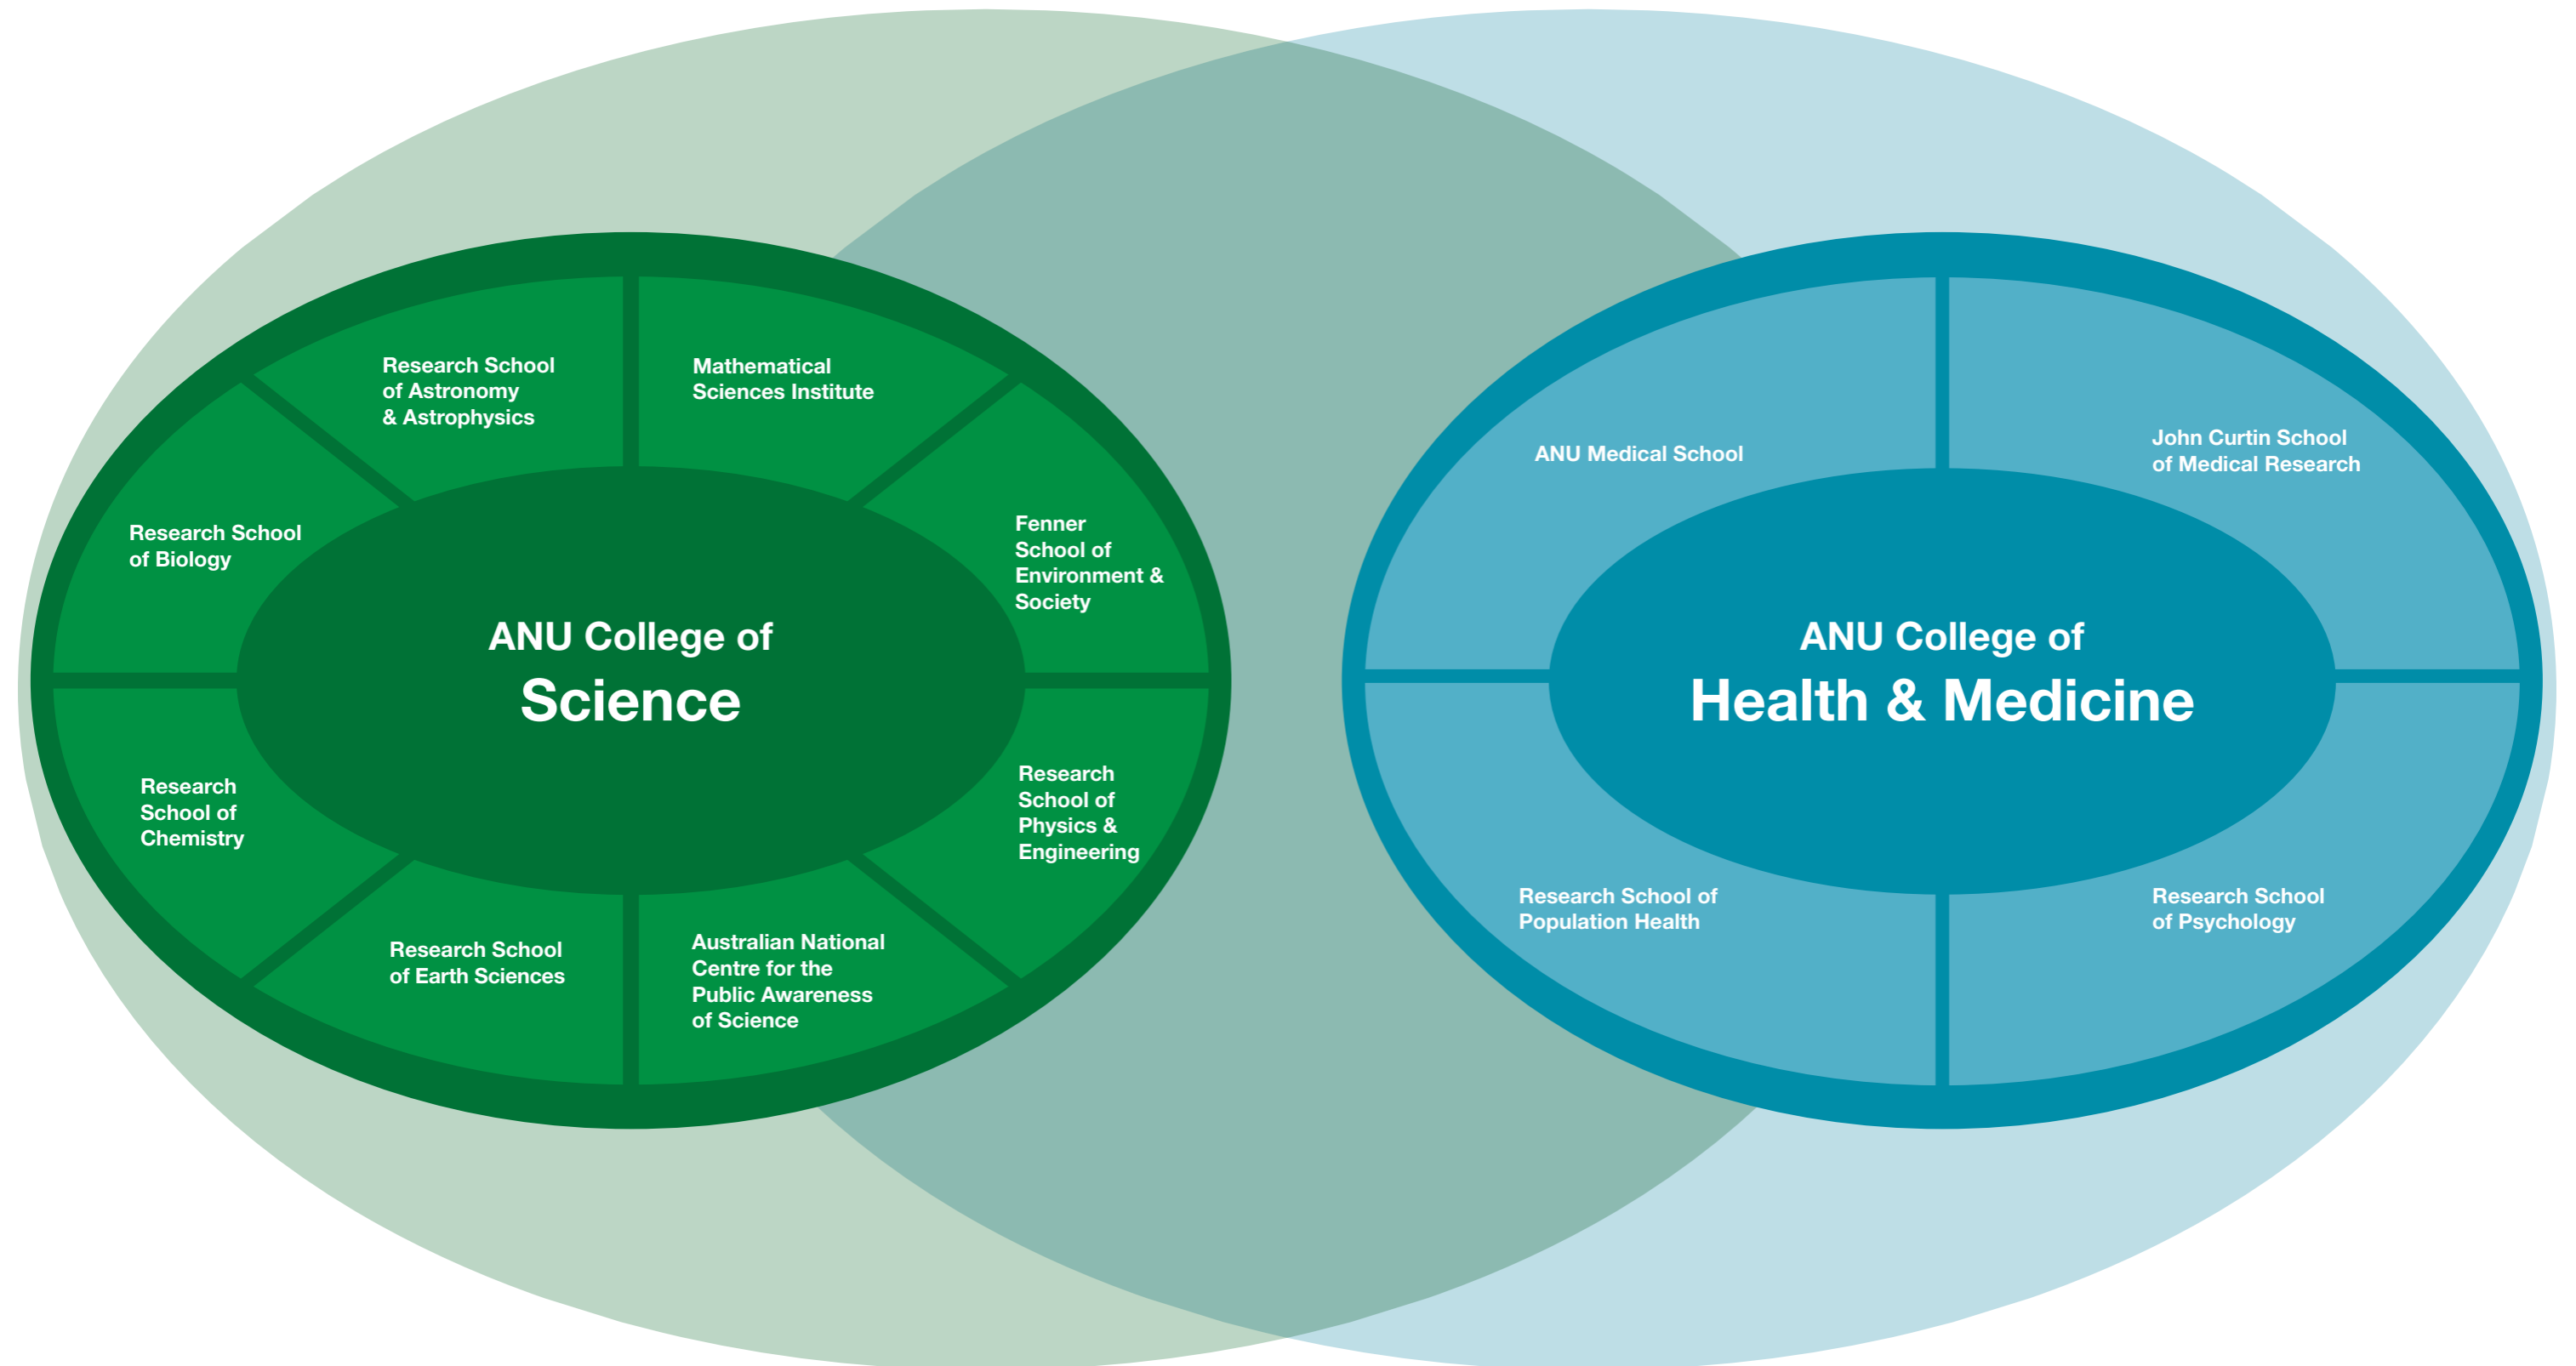 Research School
of Astronomy
& Astrophysics
Mathematical
Sciences Institute
Research School
of Biology
Fenner
School of
Environment &
Society
ANU College of
Science
Research
School of
Chemistry
Research
School of
Physics &
Engineering
Research School
of Earth Sciences
Australian National
Centre for the
Public Awareness
of Science
ANU Medical School
John Curtin School
of Medical Research
ANU College of
Health & Medicine
Research School of
Population Health
Research School
of Psychology